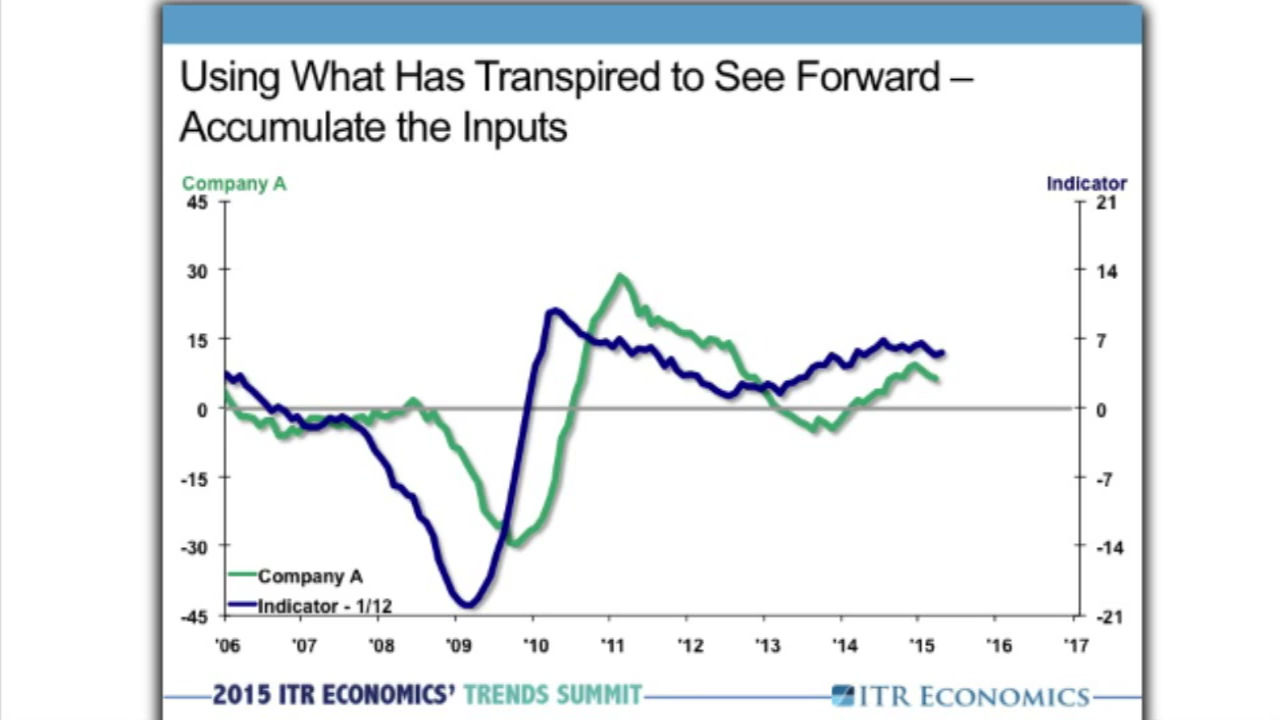 Using What Has Transpired to See Forward –
Accumulate the Inputs
Company A
Indicator
45
21
30
14
15
7
0
0
-15
-7
-30
-14
Company A
Indicator - 1/12
-45
-21
'06 '07 '08 '09 '10 '11 '12 '13 '14 '15 '16 '17
2015 ITR ECONOMICS' TRENDS SUMMIT
ITR ECONOMICS